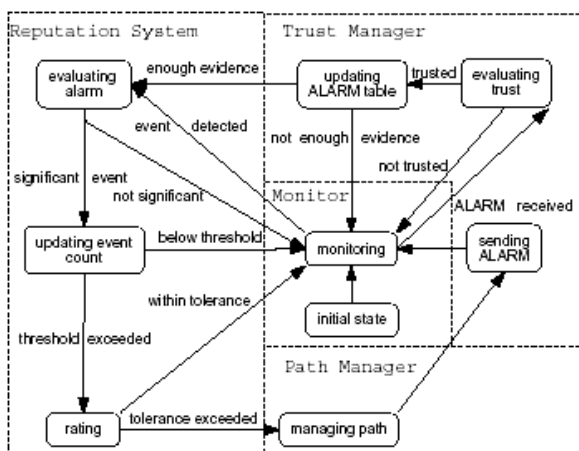 Reputation System
Trust Manager
evaluating alarm
enough evidence
updating ALARM table
trusted
evaluating trust
event detected
not enough evidence
not trusted
significant event
not significant
Monitor
ALARM received
updating event count
below threshold
monitoring
sending ALARM
within tolerance
initial state
threshold exceeded
Path Manager
rating
tolerance exceeded
managing path